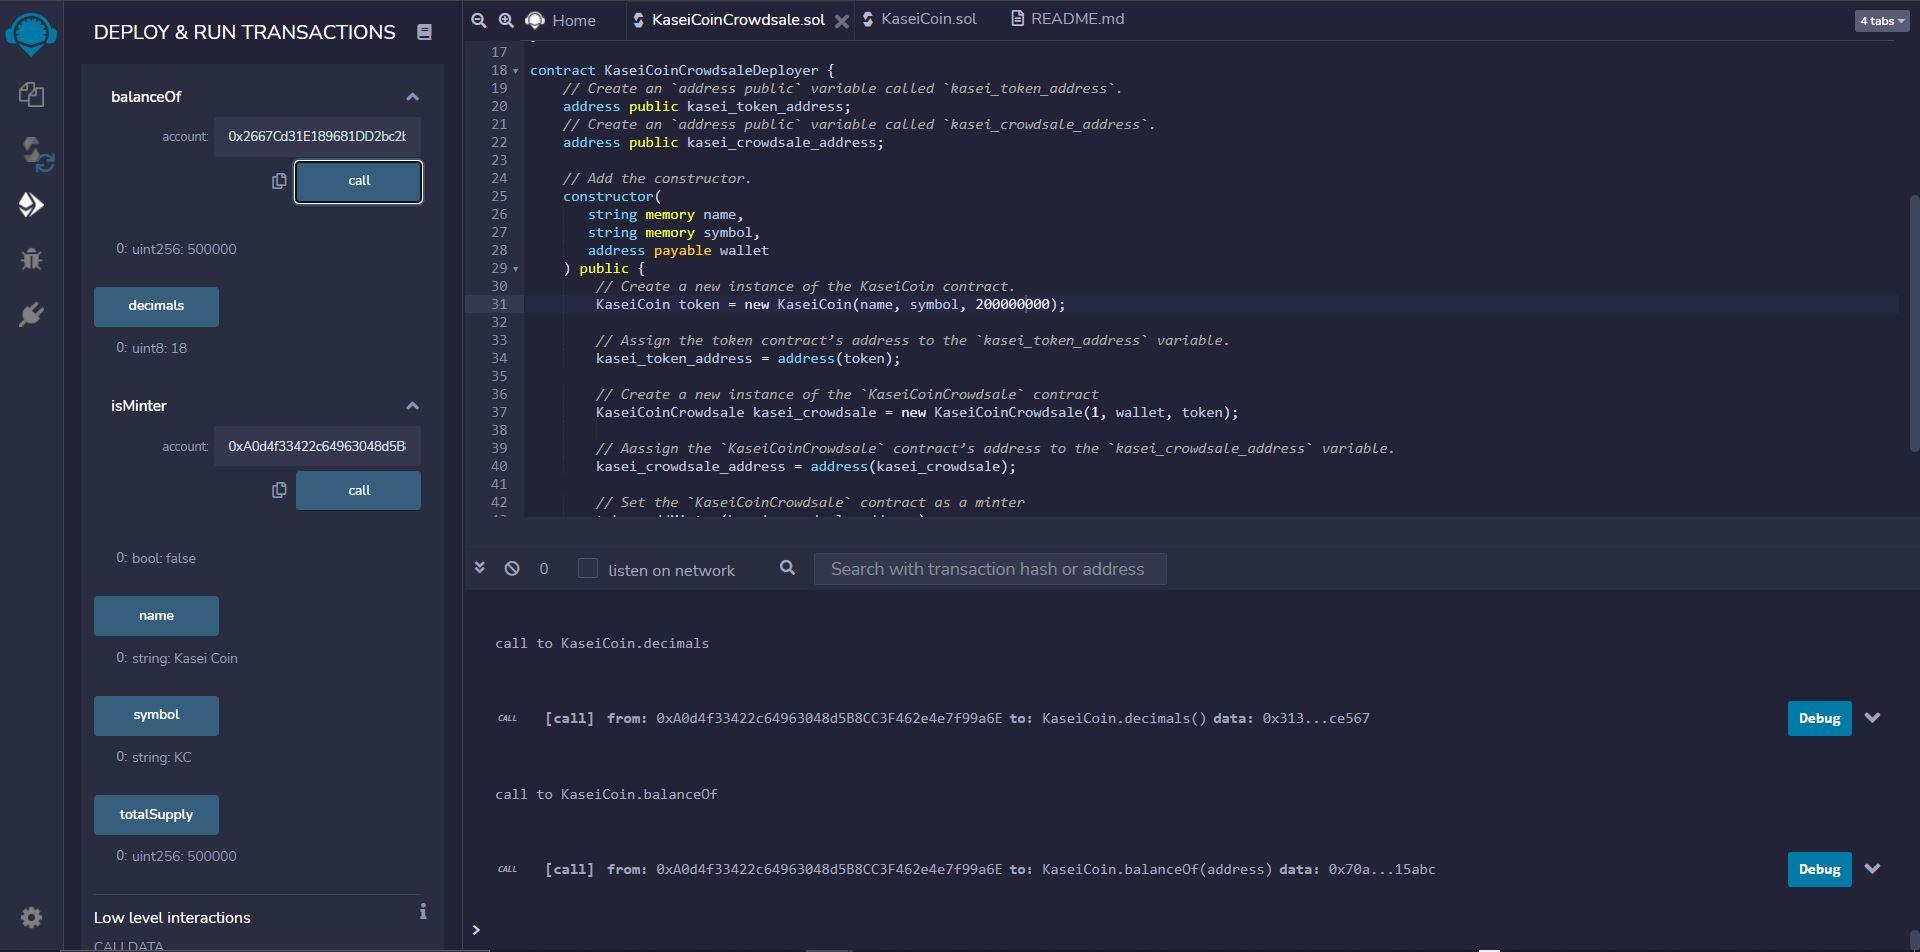 DEPLOY & RUN TRANSACTIONS
balanceOf
account: 0x2667Cd31E189681DD2bc2
call
0: uint256: 500000
decimals
0: uint8: 18
isMinter
account: 0xA0d4f33422c64963048d5B
call
0: bool: false
name
0: string: Kasei Coin
symbol
0: string: KC
totalSupply
0: uint256: 500000
Low level interactions
CALLDATA
Home
KaseiCoinCrowdsale.sol
KaseiCoin.sol
README.md
4 tabs
17
18 contract KaseiCoinCrowdsaleDeployer {
19 // Create an `address public` variable called `kasei_token_address`.
20 address public kasei_token_address;
21 // Create an `address public` variable called `kasei_crowdsale_address`.
22 address public kasei_crowdsale_address;
23
24 // Add the constructor.
25 constructor(
26 string memory name,
27 string memory symbol,
28 address payable wallet
29 ) public {
30 // Create a new instance of the KaseiCoin contract.
31 KaseiCoin token = new KaseiCoin(name, symbol, 200000000);
32
33 // Assign the token contract’s address to the `kasei_token_address` variable.
34 kasei_token_address = address(token);
35
36 // Create a new instance of the `KaseiCoinCrowdsale` contract
37 KaseiCoinCrowdsale kasei_crowdsale = new KaseiCoinCrowdsale(1, wallet, token);
38
39 // Aassign the `KaseiCoinCrowdsale` contract’s address to the `kasei_crowdsale_address` variable.
40 kasei_crowdsale_address = address(kasei_crowdsale);
41
42 // Set the `KaseiCoinCrowdsale` contract as a minter
0
listen on network
Search with transaction hash or address
call to KaseiCoin.decimals
CALL [call] from: 0xA0d4f33422c64963048d5B8CC3F462e4e7f99a6E to: KaseiCoin.decimals() data: 0x313...ce567
Debug
call to KaseiCoin.balanceOf
CALL [call] from: 0xA0d4f33422c64963048d5B8CC3F462e4e7f99a6E to: KaseiCoin.balanceOf(address) data: 0x70a...15abc
Debug
>